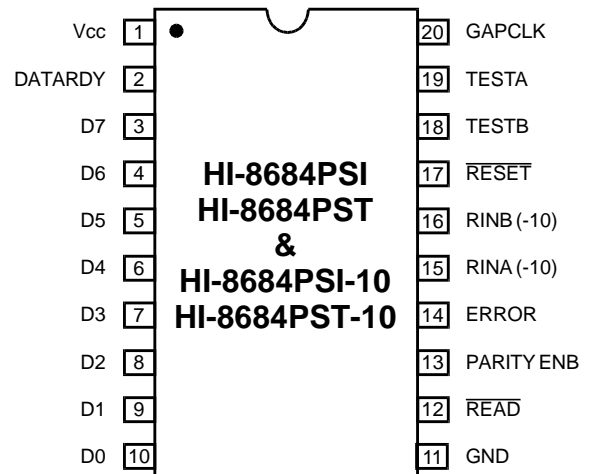 Vcc 1 20 GAPCLK
DATARDY 2 19 TESTA
D7 3 18 TESTB
D6 4 17 RESET
D5 5 16 RINB (-10)
D4 6 15 RINA (-10)
D3 7 14 ERROR
D2 8 13 PARITY ENB
D1 9 12 READ
D0 10 11 GND
HI-8684PSI
HI-8684PST
&
HI-8684PSI-10
HI-8684PST-10